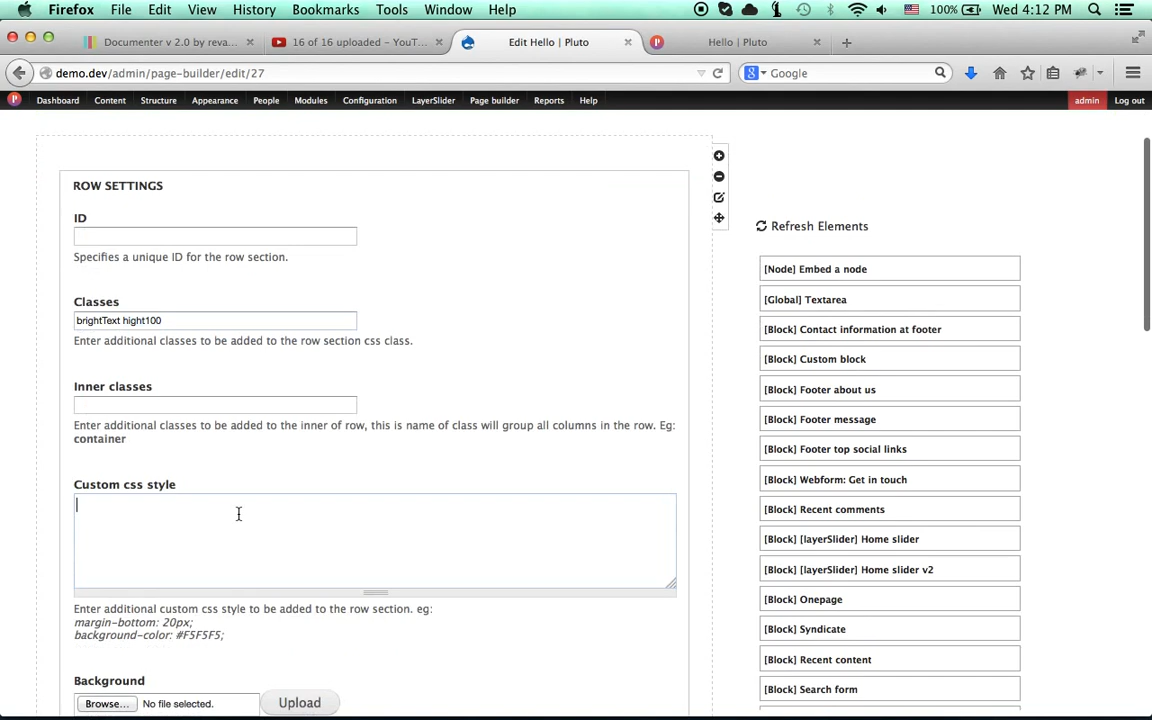 Firefox File Edit View History Bookmarks Tools Window Help 100% Wed 4:12 PM
Documenter v 2.0 by reva... × 16 of 16 uploaded – YouT... × Edit Hello | Pluto × Hello | Pluto × +
demo.dev/admin/page-builder/edit/27 Google
Dashboard Content Structure Appearance People Modules Configuration LayerSlider Page builder Reports Help admin Log out
ROW SETTINGS
ID
Specifies a unique ID for the row section.
Classes
brightText hight100
Enter additional classes to be added to the row section css class.
Inner classes
Enter additional classes to be added to the inner of row, this is name of class will group all columns in the row. Eg:
container
Custom css style
Enter additional custom css style to be added to the row section. eg:
margin-bottom: 20px;
background-color: #F5F5F5;
Background
Browse... No file selected. Upload
Refresh Elements
[Node] Embed a node
[Global] Textarea
[Block] Contact information at footer
[Block] Custom block
[Block] Footer about us
[Block] Footer message
[Block] Footer top social links
[Block] Webform: Get in touch
[Block] Recent comments
[Block] [layerSlider] Home slider
[Block] [layerSlider] Home slider v2
[Block] Onepage
[Block] Syndicate
[Block] Recent content
[Block] Search form